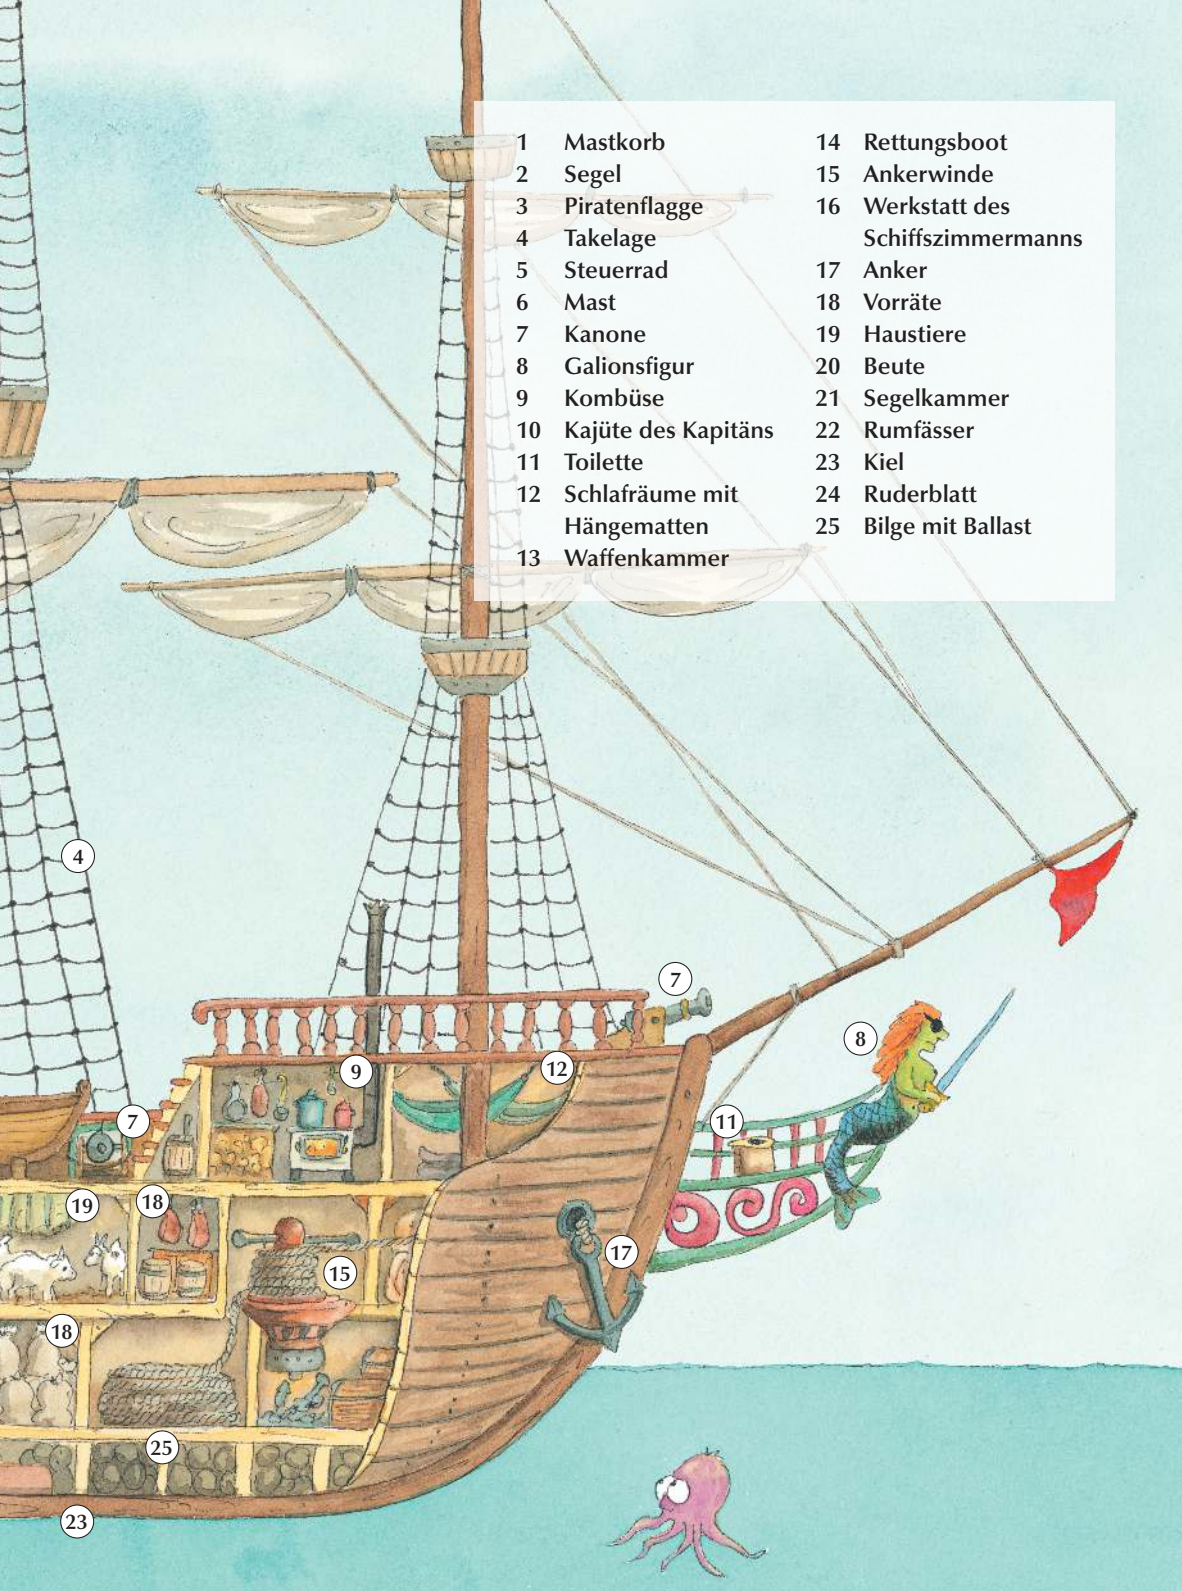 1 Mastkorb
2 Segel
3 Piratenflagge
4 Takelage
5 Steuerrad
6 Mast
7 Kanone
8 Galionsfigur
9 Kombüse
10 Kajüte des Kapitäns
11 Toilette
12 Schlafräume mit
Hängematten
13 Waffenkammer
14 Rettungsboot
15 Ankerwinde
16 Werkstatt des
Schiffszimmermanns
17 Anker
18 Vorräte
19 Haustiere
20 Beute
21 Segelkammer
22 Rumfässer
23 Kiel
24 Ruderblatt
25 Bilge mit Ballast
4
7
8
9
12
7
11
19
18
17
15
18
25
23